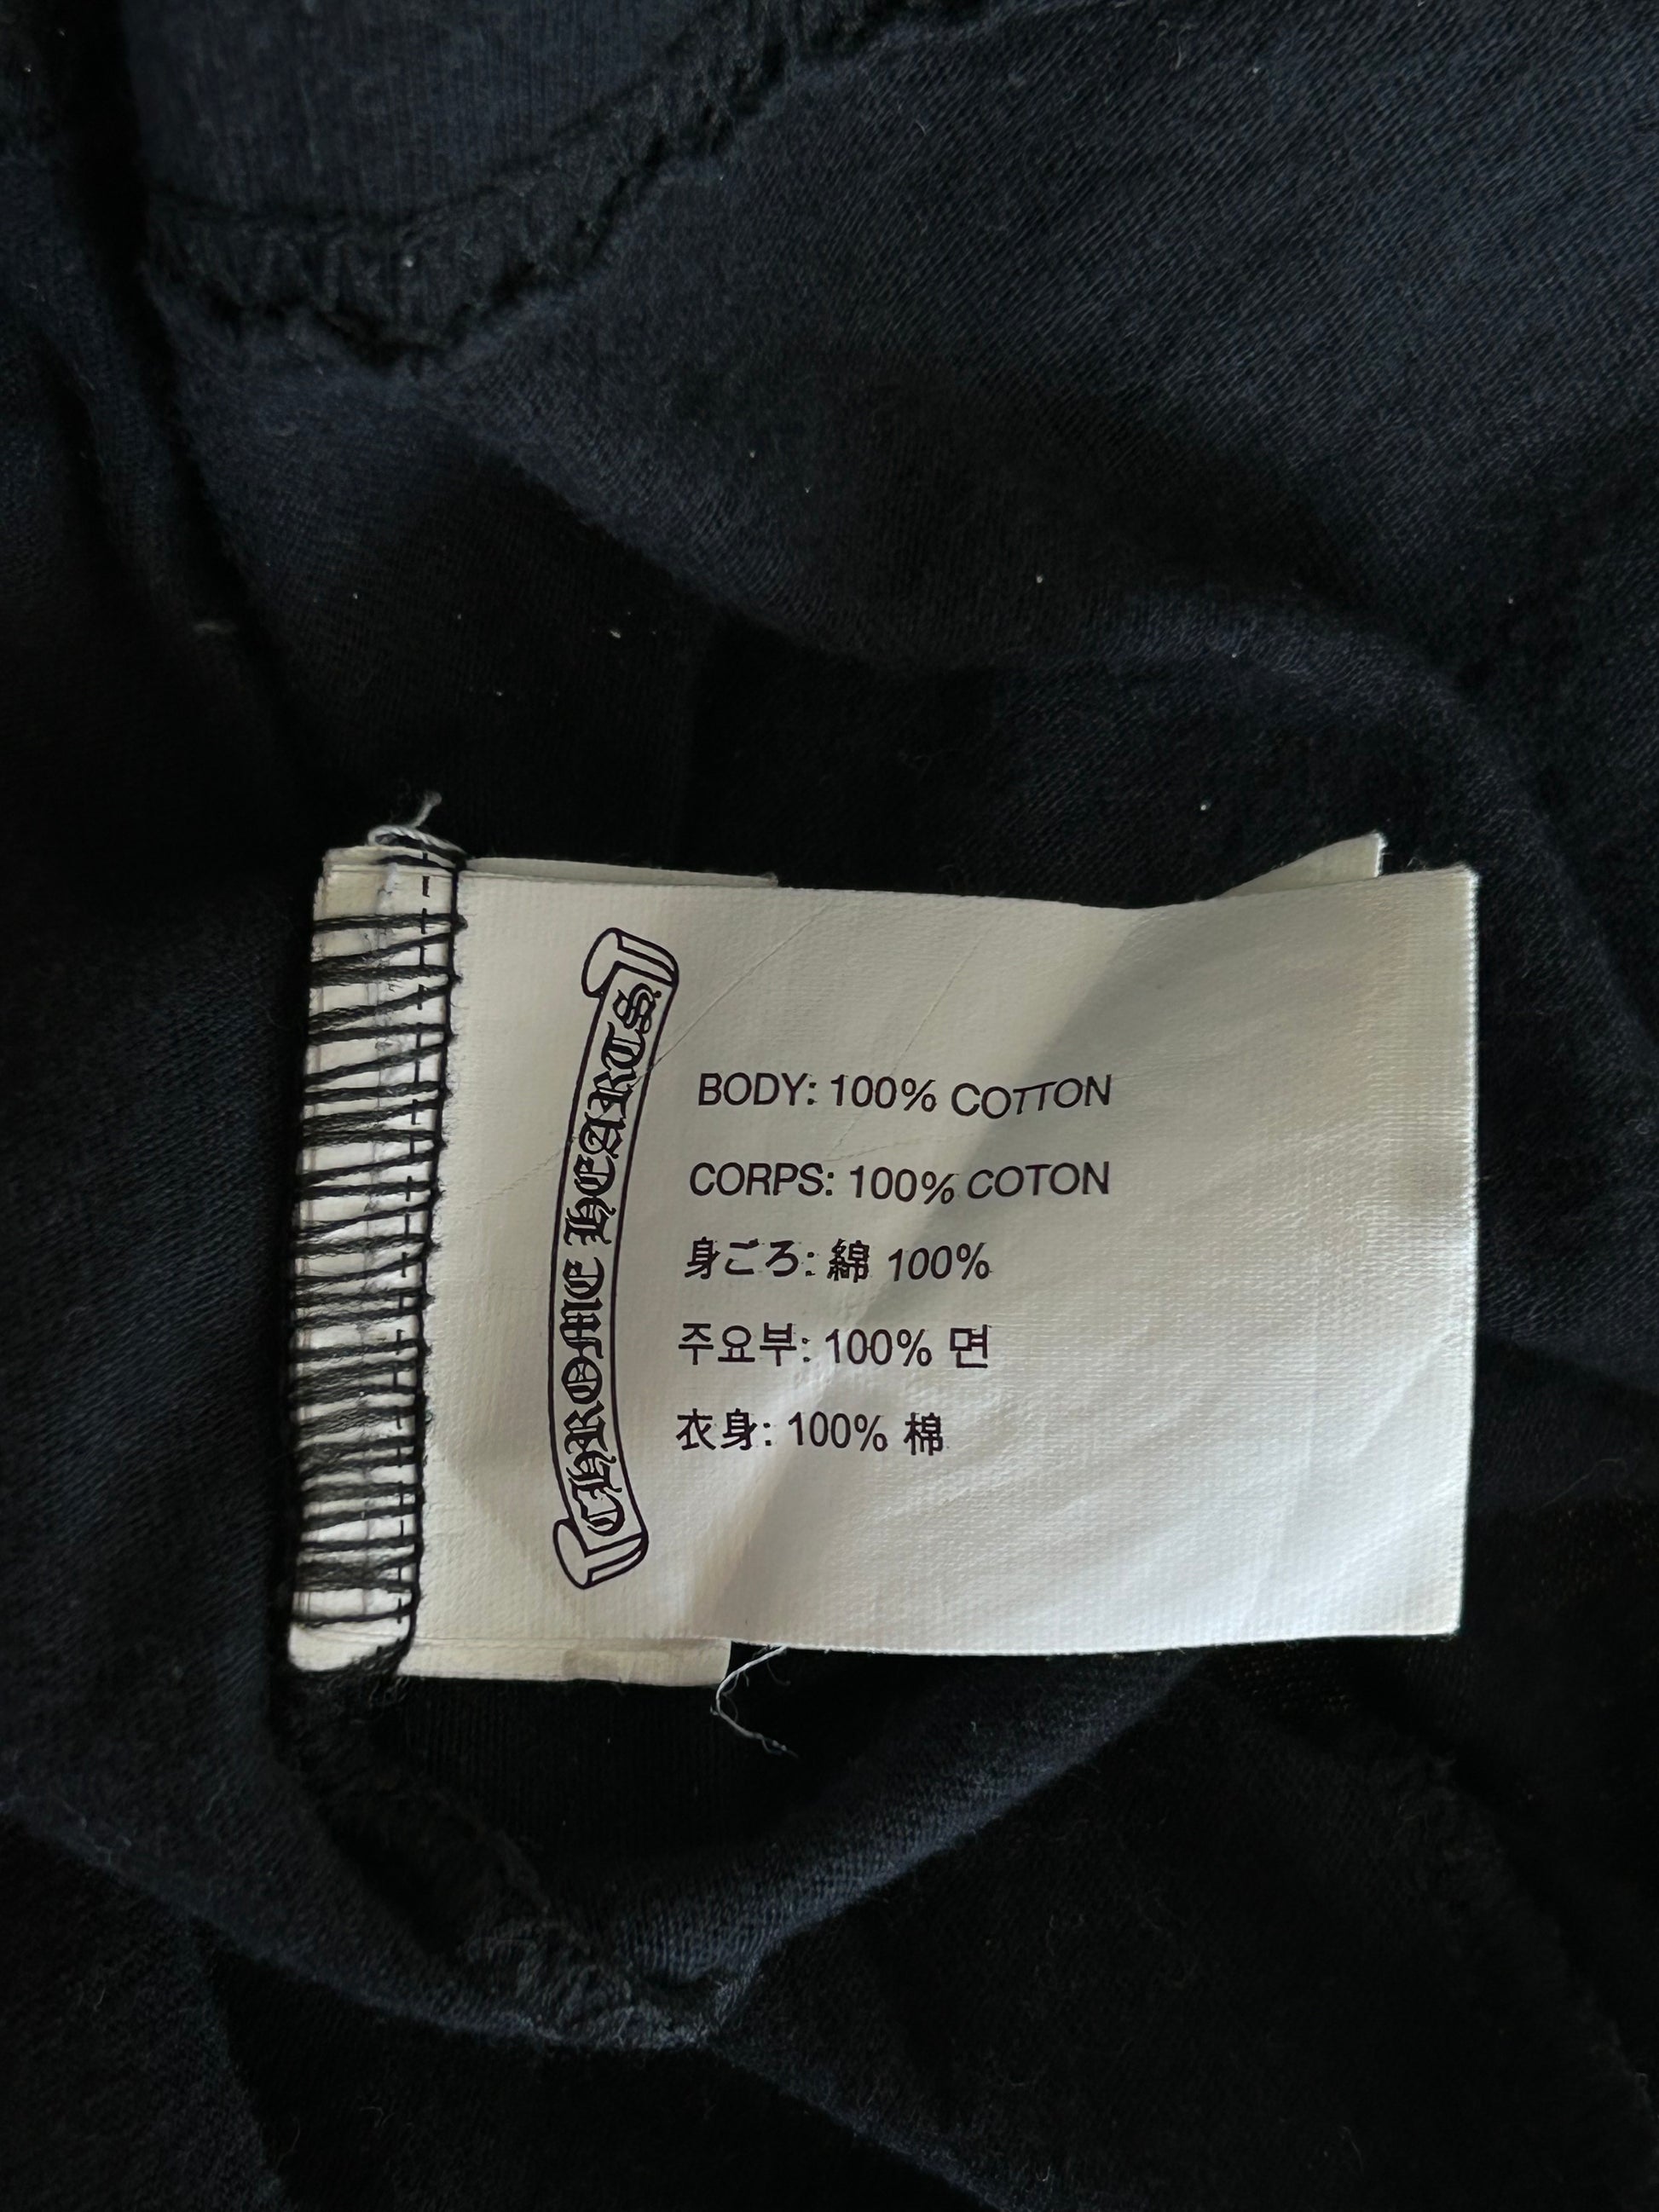 CHROME HEARTS
BODY: 100% COTTON
CORPS: 100% COTON
身ごろ: 綿 100%
주요부: 100% 면
衣身: 100% 棉